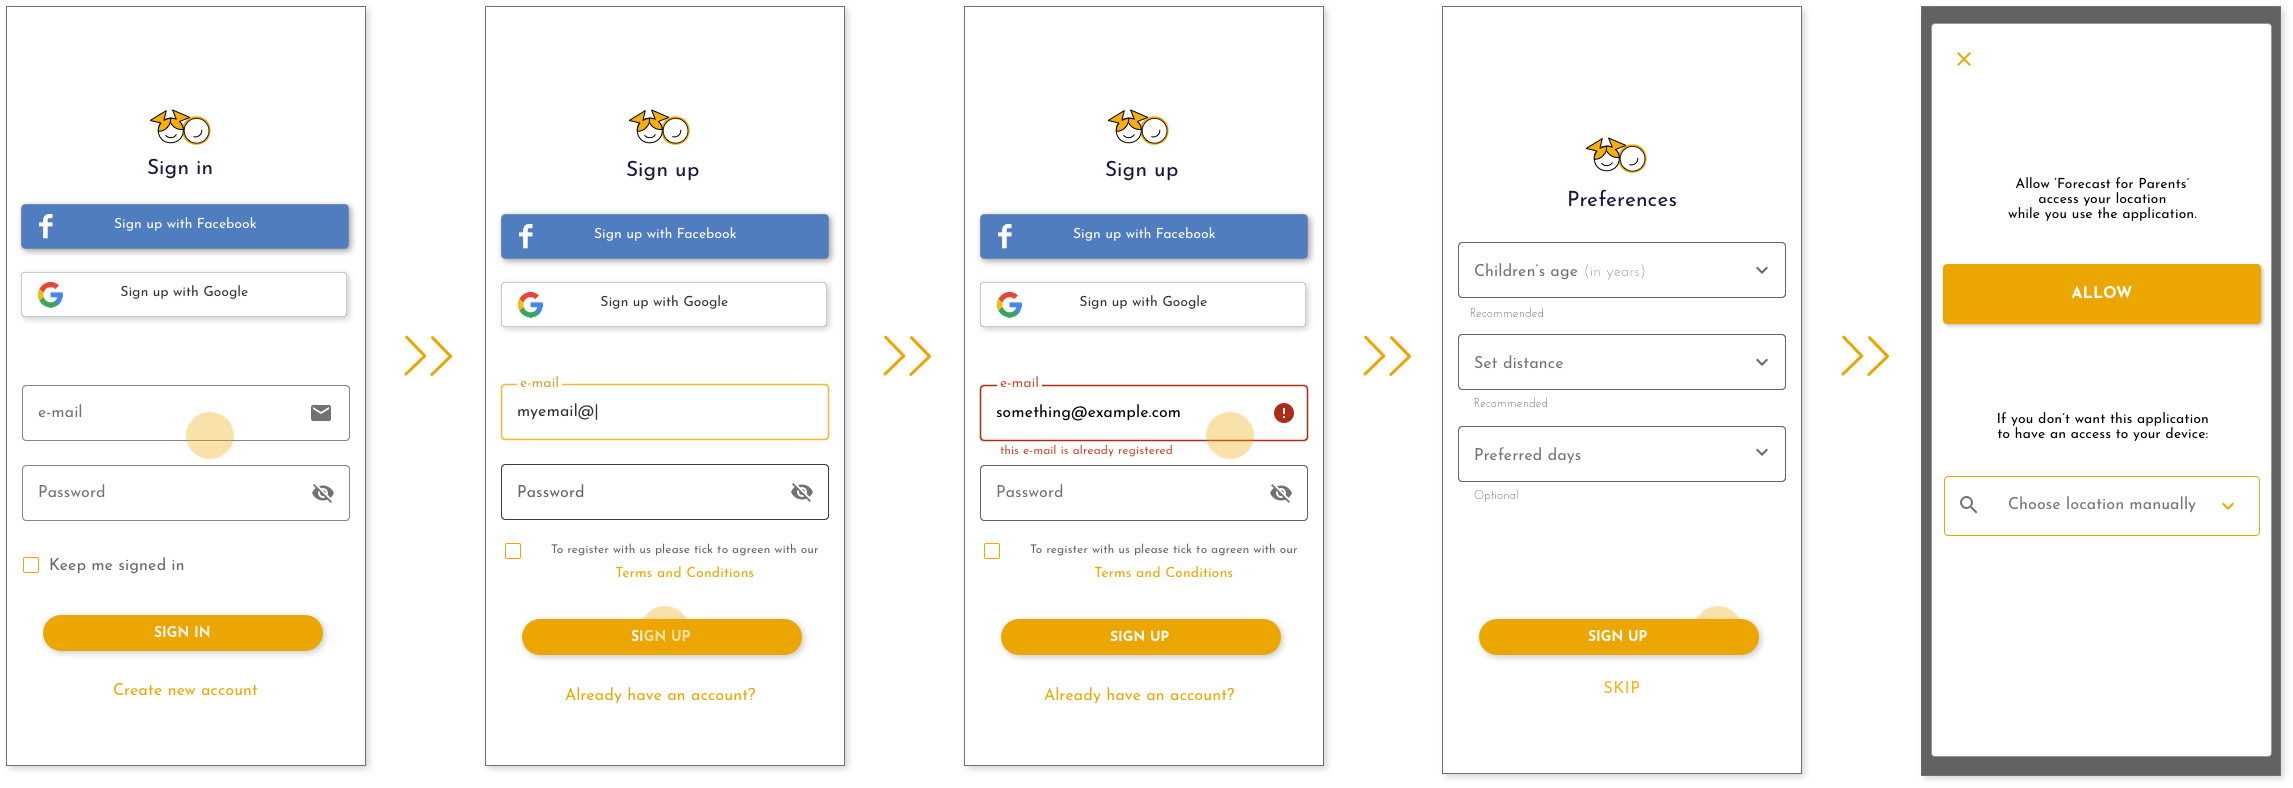 Sign in
Sign up with Facebook
Sign up with Google
e-mail
Password
Keep me signed in
SIGN IN
Create new account
Sign up
Sign up with Facebook
Sign up with Google
e-mail
myemail@|
Password
To register with us please tick to agreen with our
Terms and Conditions
SIGN UP
Already have an account?
Sign up
Sign up with Facebook
Sign up with Google
e-mail
something@example.com
this e-mail is already registered
Password
To register with us please tick to agreen with our
Terms and Conditions
SIGN UP
Already have an account?
Preferences
Children's age (in years)
Recommended
Set distance
Recommended
Preferred days
Optional
SIGN UP
SKIP
Allow 'Forecast for Parents'
access your location
while you use the application.
ALLOW
If you don't want this application
to have an access to your device:
Choose location manually